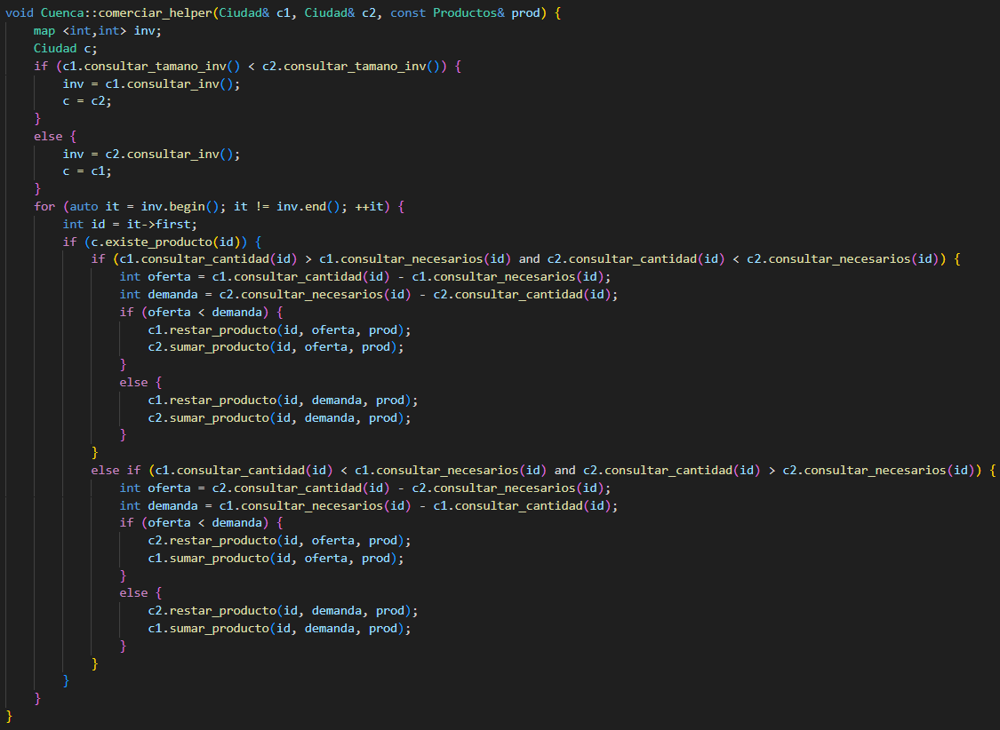 void Cuenca::comerciar_helper(Ciudad& c1, Ciudad& c2, const Productos& prod) {
    map <int,int> inv;
    Ciudad c;
    if (c1.consultar_tamano_inv() < c2.consultar_tamano_inv()) {
        inv = c1.consultar_inv();
        c = c2;
    }
    else {
        inv = c2.consultar_inv();
        c = c1;
    }
    for (auto it = inv.begin(); it != inv.end(); ++it) {
        int id = it->first;
        if (c.existe_producto(id)) {
            if (c1.consultar_cantidad(id) > c1.consultar_necesarios(id) and c2.consultar_cantidad(id) < c2.consultar_necesarios(id)) {
                int oferta = c1.consultar_cantidad(id) - c1.consultar_necesarios(id);
                int demanda = c2.consultar_necesarios(id) - c2.consultar_cantidad(id);
                if (oferta < demanda) {
                    c1.restar_producto(id, oferta, prod);
                    c2.sumar_producto(id, oferta, prod);
                }
                else {
                    c1.restar_producto(id, demanda, prod);
                    c2.sumar_producto(id, demanda, prod);
                }
            }
            else if (c1.consultar_cantidad(id) < c1.consultar_necesarios(id) and c2.consultar_cantidad(id) > c2.consultar_necesarios(id)) {
                int oferta = c2.consultar_cantidad(id) - c2.consultar_necesarios(id);
                int demanda = c1.consultar_necesarios(id) - c1.consultar_cantidad(id);
                if (oferta < demanda) {
                    c2.restar_producto(id, oferta, prod);
                    c1.sumar_producto(id, oferta, prod);
                }
                else {
                    c2.restar_producto(id, demanda, prod);
                    c1.sumar_producto(id, demanda, prod);
                }
            }
        }
    }
}